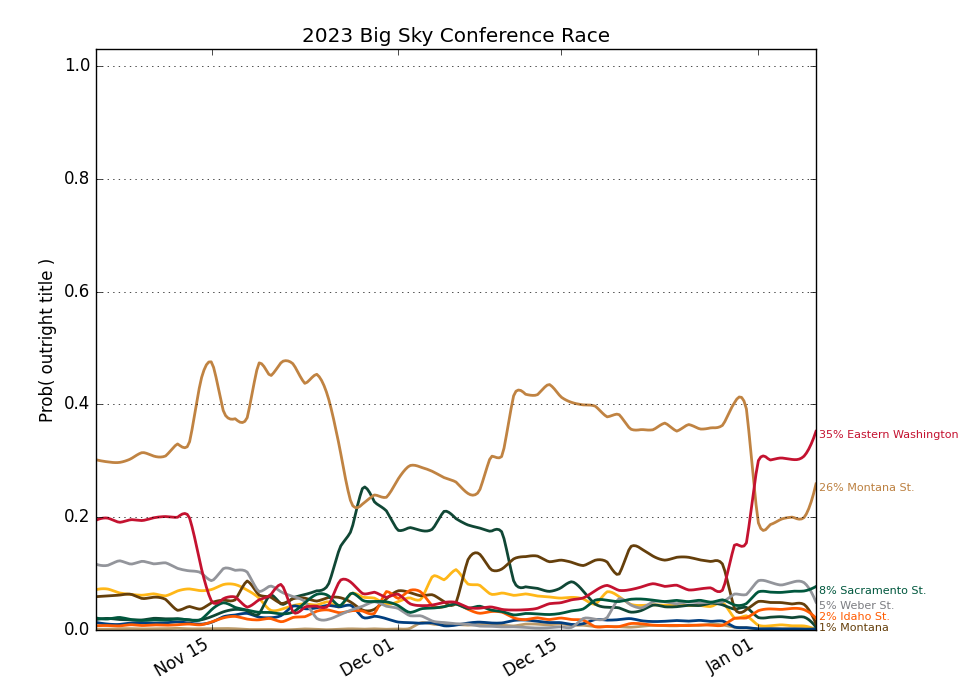 2023 Big Sky Conference Race
Prob( outright title )
1.0
0.8
0.6
0.4
0.2
0.0
Nov 15
Dec 01
Dec 15
Jan 01
35% Eastern Washington
26% Montana St.
8% Sacramento St.
5% Weber St.
2% Idaho St.
1% Montana